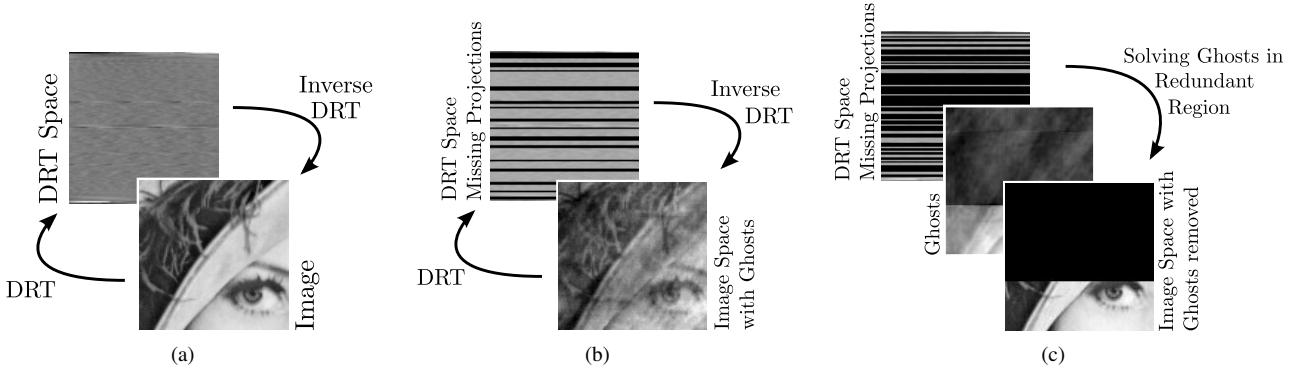 DRT Space
Inverse
DRT
DRT
Image
(a)
DRT Space
Missing Projections
Inverse
DRT
DRT
Image Space
with Ghosts
(b)
DRT Space
Missing Projections
Solving Ghosts in
Redundant
Region
Ghosts
Image Space with
Ghosts removed
(c)